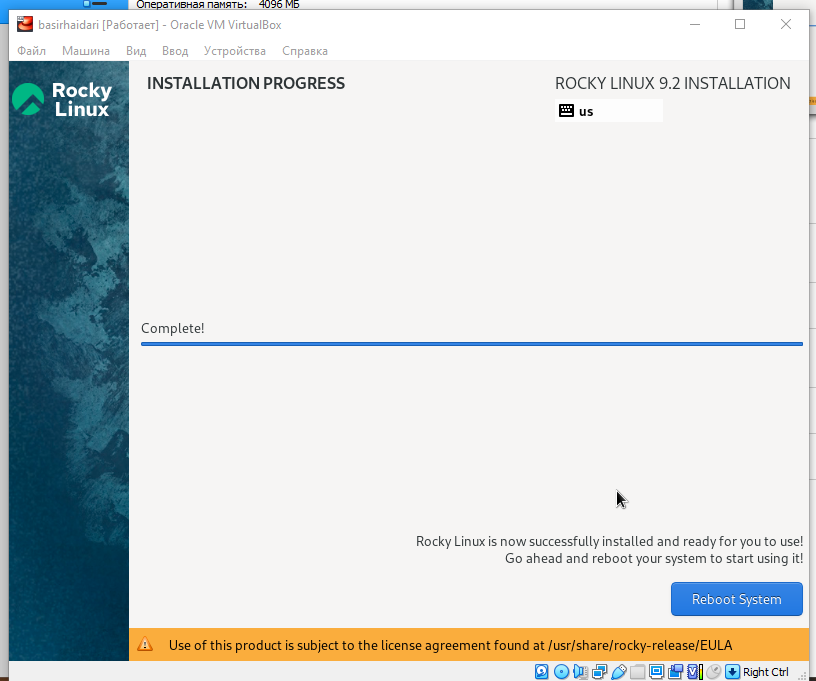 Оперативная память: 4096 МБ
basirhaidari [Работает] - Oracle VM VirtualBox
Файл Машина Вид Ввод Устройства Справка
Rocky
Linux
INSTALLATION PROGRESS
ROCKY LINUX 9.2 INSTALLATION
us
Complete!
Rocky Linux is now successfully installed and ready for you to use!
Go ahead and reboot your system to start using it!
Reboot System
Use of this product is subject to the license agreement found at /usr/share/rocky-release/EULA
Right Ctrl